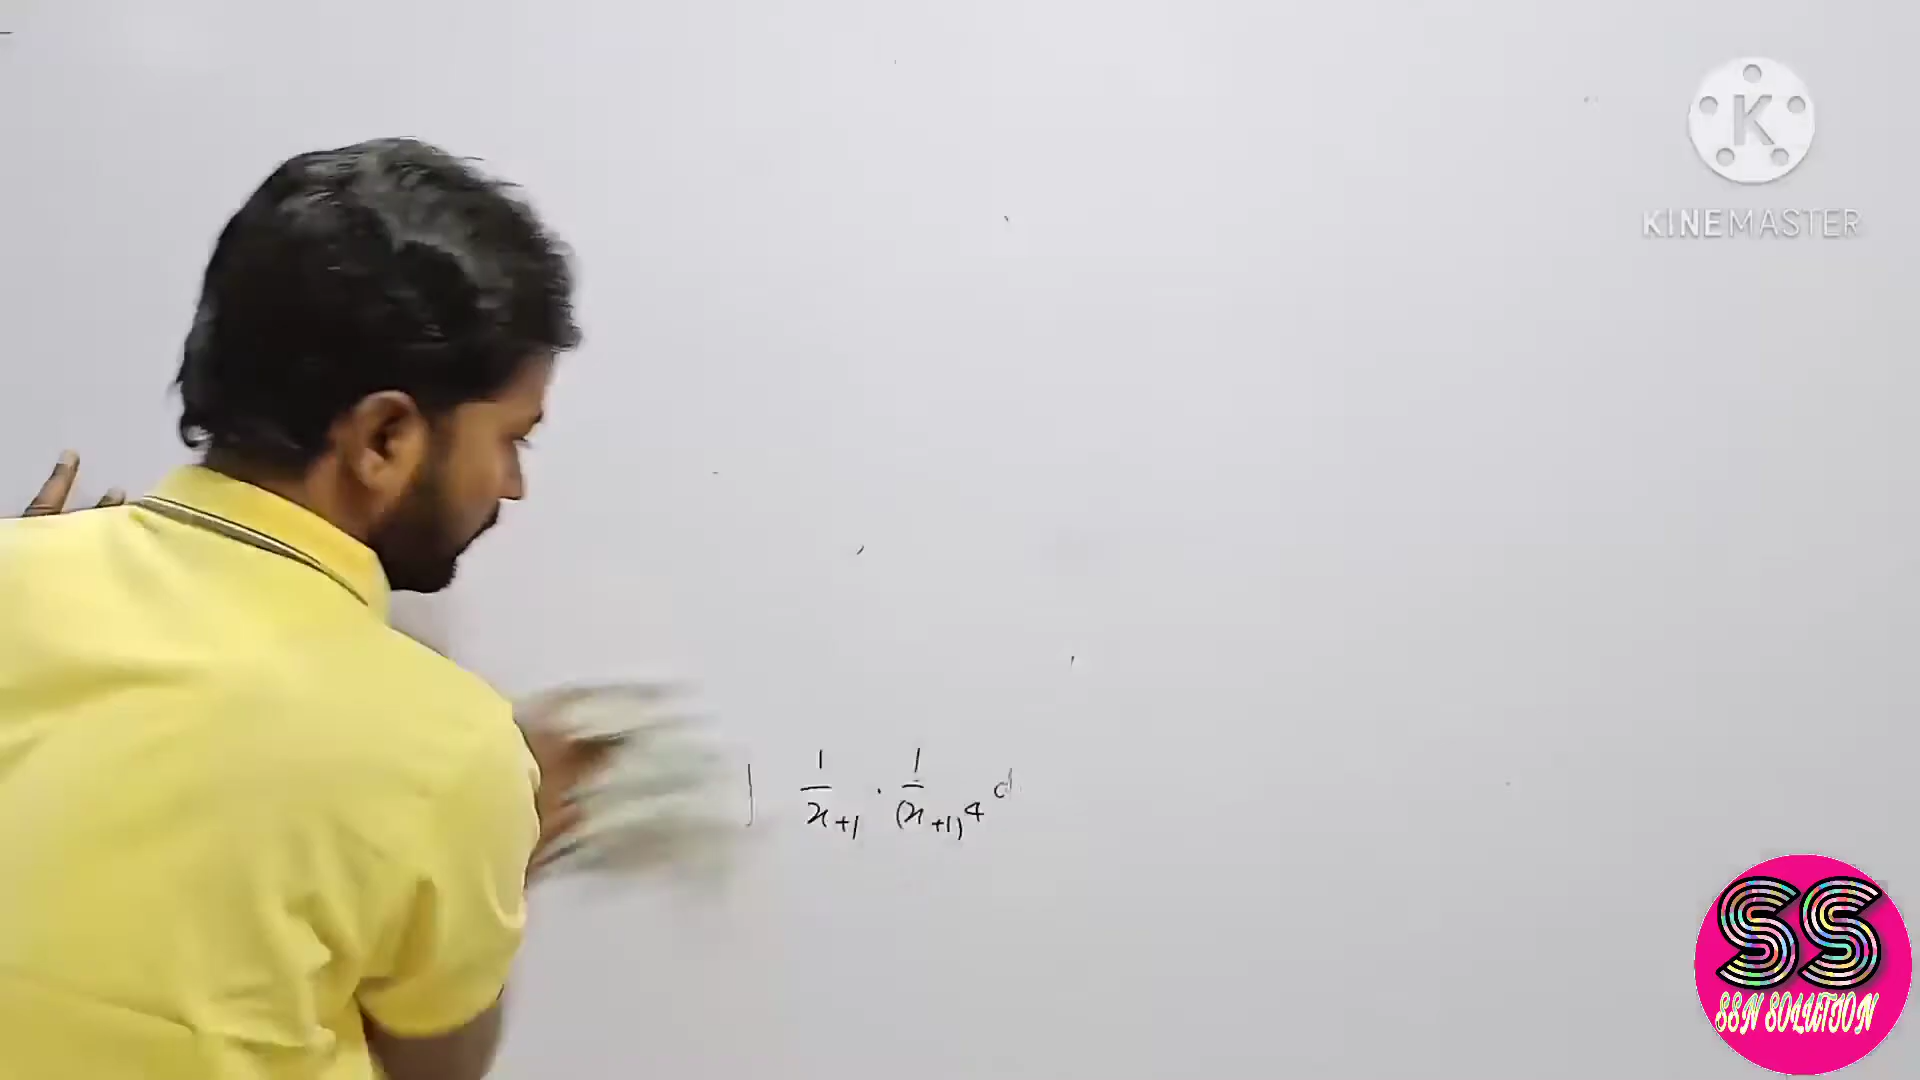 KINEMASTER
∫ 1/(x+1) · 1/(x+1)^4 d
SS
SSN SOLUTION